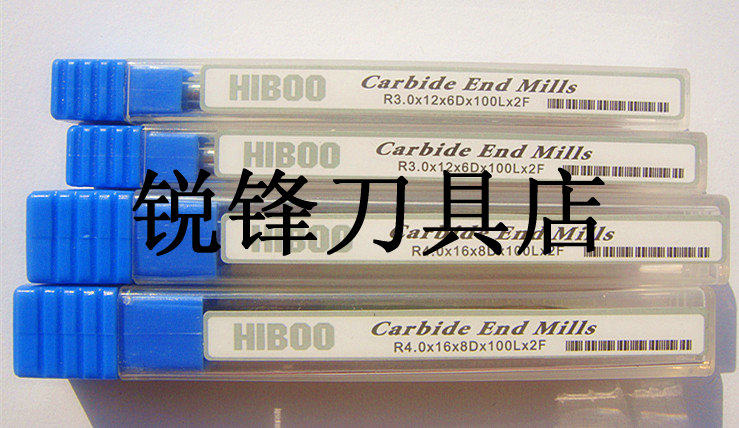 HIBOO Carbide End Mills
R3.0x12x6Dx100Lx2F
HIBOO Carbide End Mills
R3.0x12x6Dx100Lx2F
锐锋刀具店
HIBOO Carbide End Mills
R4.0x16x8Dx100Lx2F
HIBOO Carbide End Mills
R4.0x16x8Dx100Lx2F